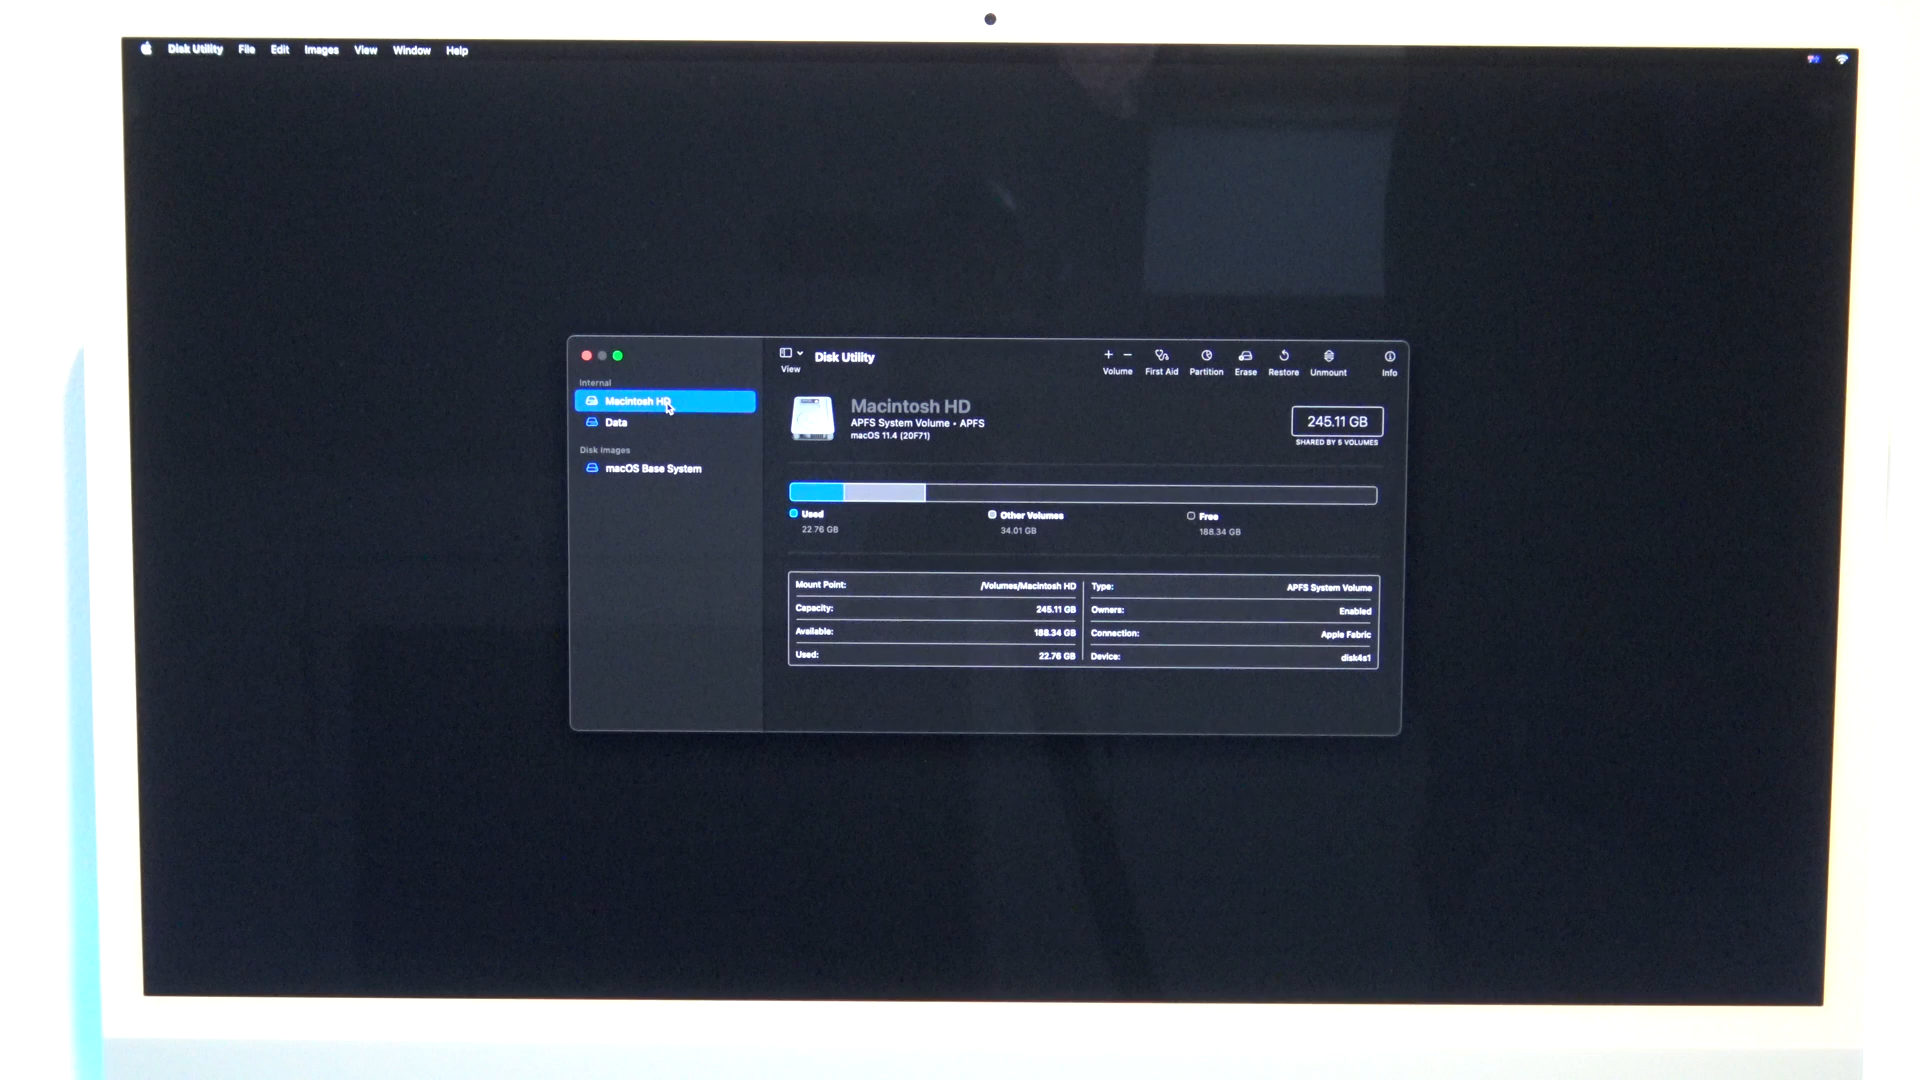 Disk Utility File Edit Images View Window Help
Disk Utility
View
Volume First Aid Partition Erase Restore Unmount Info
Internal
Macintosh HD
Data
Disk Images
macOS Base System
Macintosh HD
APFS System Volume • APFS
macOS 11.4 (20F71)
245.11 GB
SHARED BY 5 VOLUMES
Used
22.76 GB
Other Volumes
34.01 GB
Free
188.34 GB
Mount Point: /Volumes/Macintosh HD
Capacity: 245.11 GB
Available: 188.34 GB
Used: 22.76 GB
Type: APFS System Volume
Owners: Enabled
Connection: Apple Fabric
Device: disk4s1